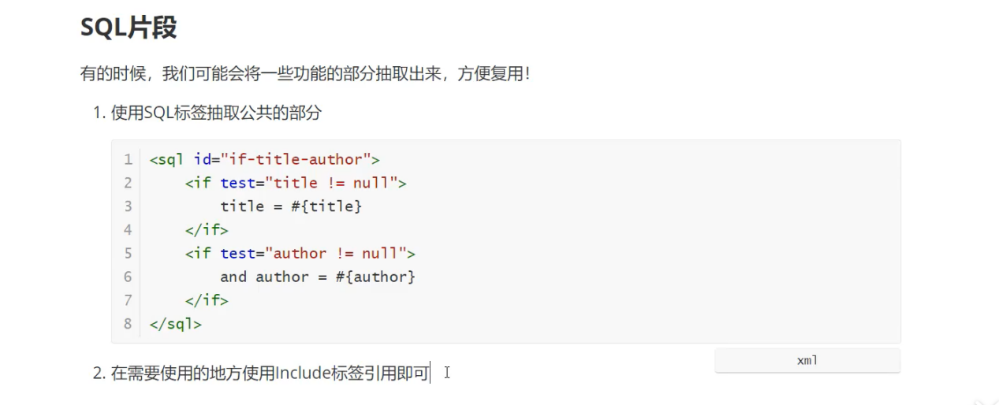 SQL片段
有的时候，我们可能会将一些功能的部分抽取出来，方便复用！
1. 使用SQL标签抽取公共的部分
1 <sql id="if-title-author">
2     <if test="title != null">
3         title = #{title}
4     </if>
5     <if test="author != null">
6         and author = #{author}
7     </if>
8 </sql>
xml
2. 在需要使用的地方使用Include标签引用即可